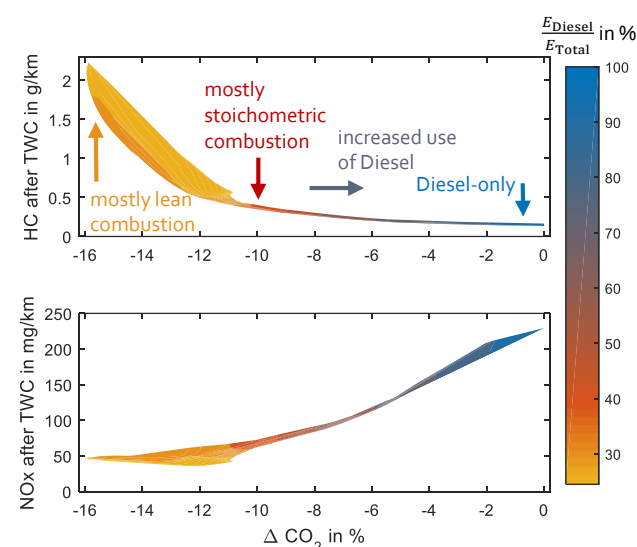 E_Diesel/E_Total in %
HC after TWC in g/km
2
1.5
1
0.5
0
mostly
stoichometric
combustion
increased use
of Diesel
Diesel-only
mostly lean
combustion
-16 -14 -12 -10 -8 -6 -4 -2 0
NOx after TWC in mg/km
250
200
150
100
50
0
-16 -14 -12 -10 -8 -6 -4 -2 0
Δ CO₂ in %
100
90
80
70
60
50
40
30